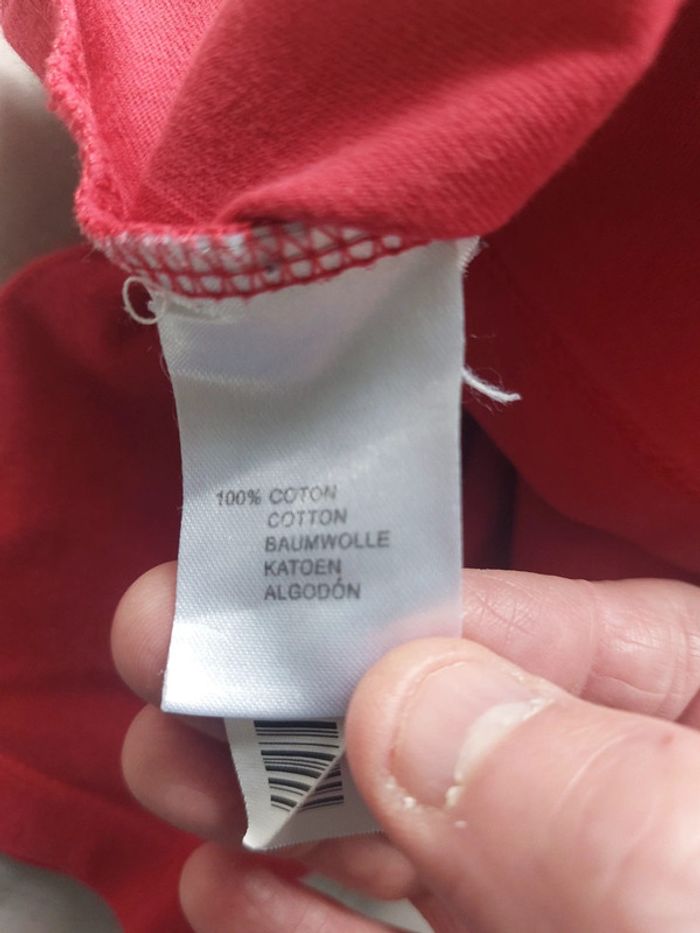 100% COTON
COTTON
BAUMWOLLE
KATOEN
ALGODÓN